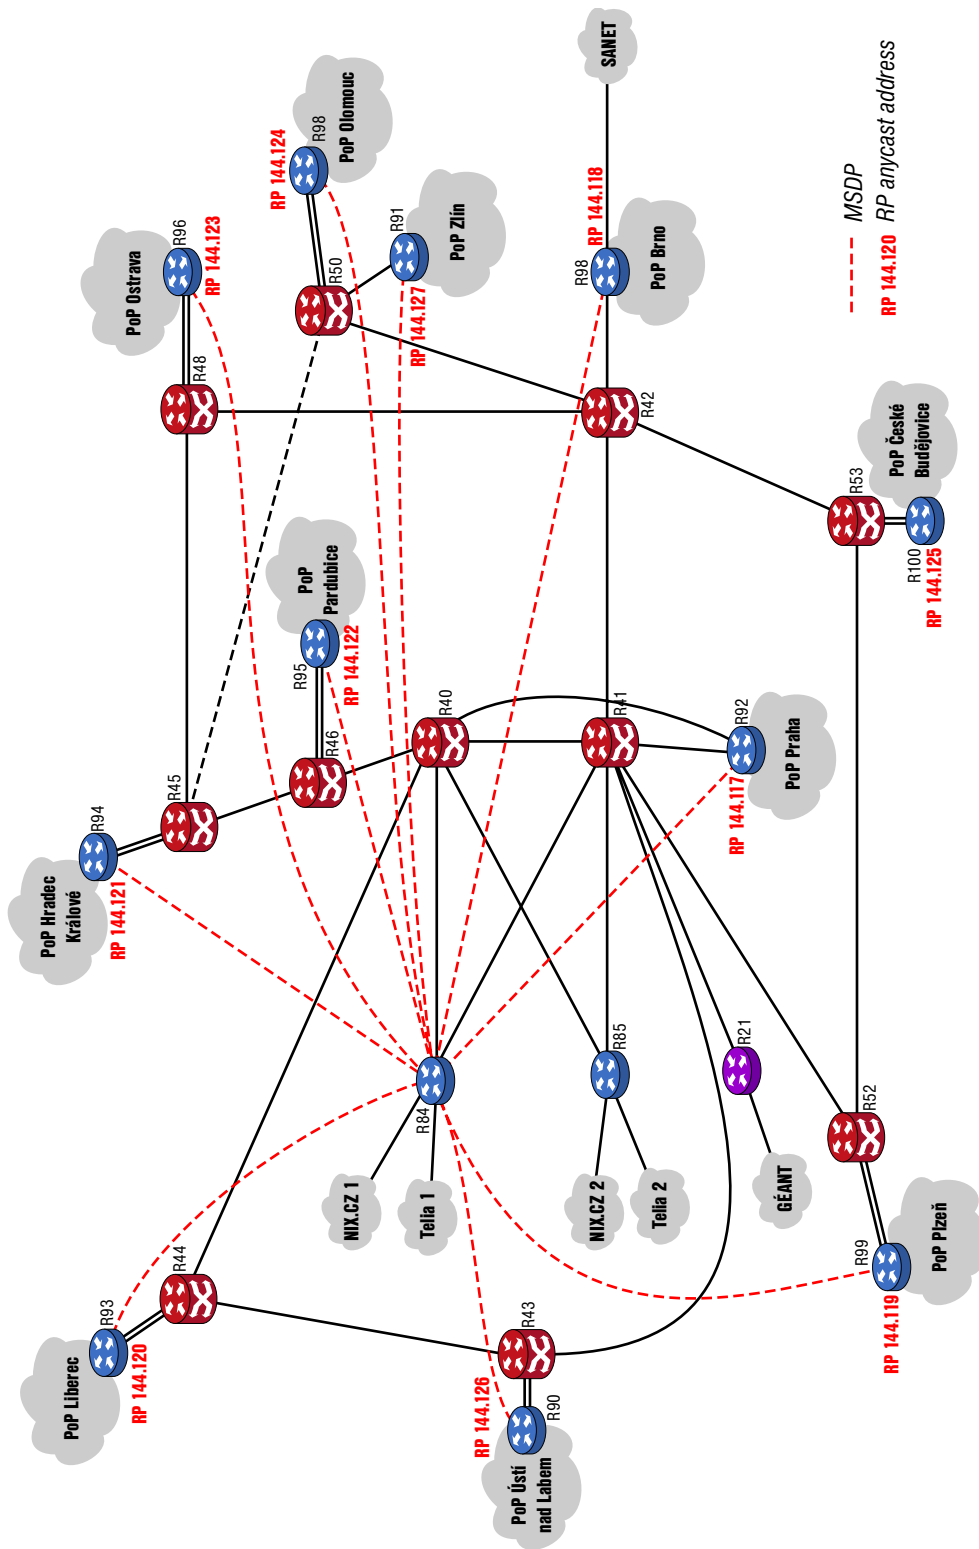 PoP Liberec
R93
RP 144.120
R44
PoP Ústí
nad Labem
R90
RP 144.126
R43
NIX.CZ 1
Telia 1
R84
NIX.CZ 2
Telia 2
R85
GÉANT
R21
PoP Plzeň
R99
RP 144.119
R52
PoP Hradec
Králové
R94
RP 144.121
R45
R46
PoP
Pardubice
R95
RP 144.122
R40
R41
PoP Praha
R92
RP 144.117
PoP Ostrava
R96
RP 144.123
R48
PoP Olomouc
R98
RP 144.124
R50
PoP Zlín
R91
RP 144.127
SANET
RP 144.118
R98
PoP Brno
R42
R53
PoP České
Budějovice
R100
RP 144.125
MSDP
RP 144.120 RP anycast address